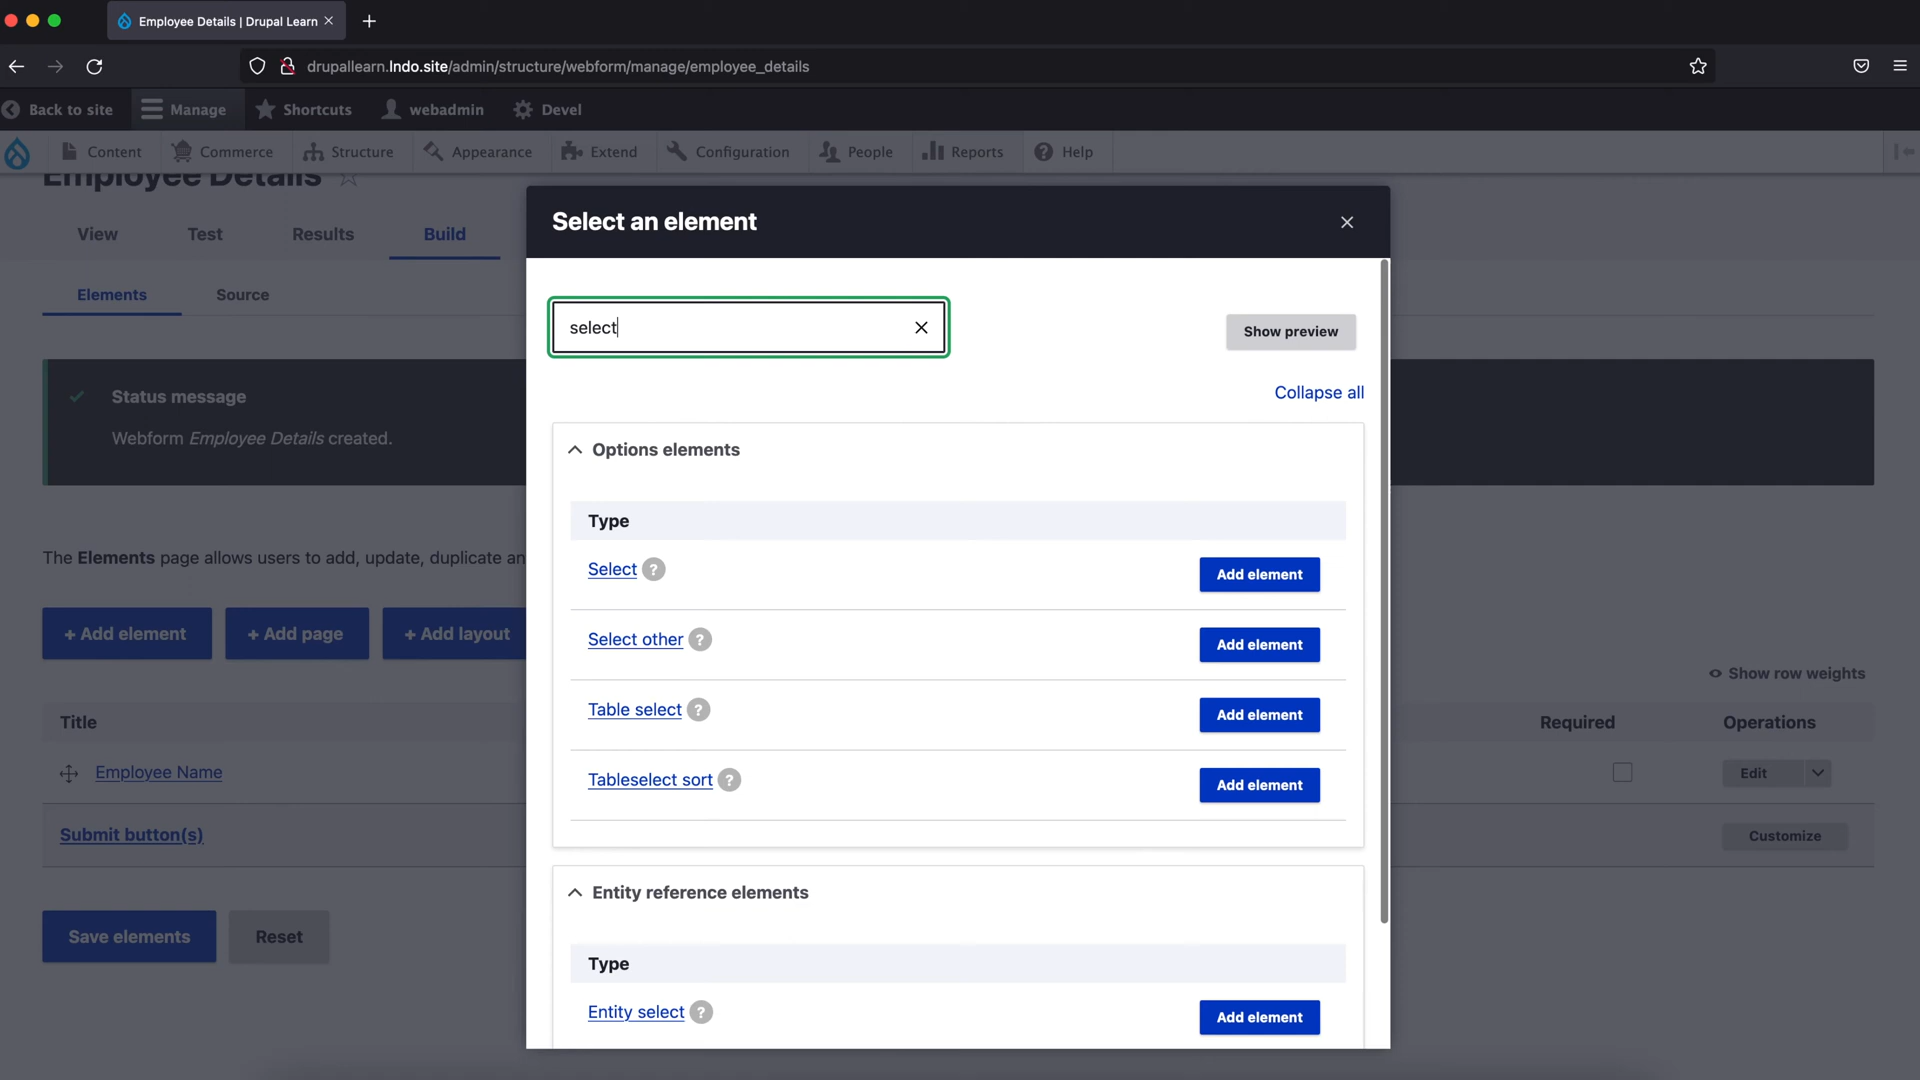 Employee Details | Drupal Learn
drupallearn.lndo.site/admin/structure/webform/manage/employee_details
Back to site
Manage
Shortcuts
webadmin
Devel
Content
Commerce
Structure
Appearance
Extend
Configuration
People
Reports
Help
Employee Details
View
Test
Results
Build
Elements
Source
Status message
Webform Employee Details created.
The Elements page allows users to add, update, duplicate an
+ Add element
+ Add page
+ Add layout
Show row weights
Title
Required
Operations
Employee Name
Edit
Submit button(s)
Customize
Save elements
Reset
Select an element
select
Show preview
Collapse all
Options elements
Type
Select ?
Add element
Select other ?
Add element
Table select ?
Add element
Tableselect sort ?
Add element
Entity reference elements
Type
Entity select ?
Add element